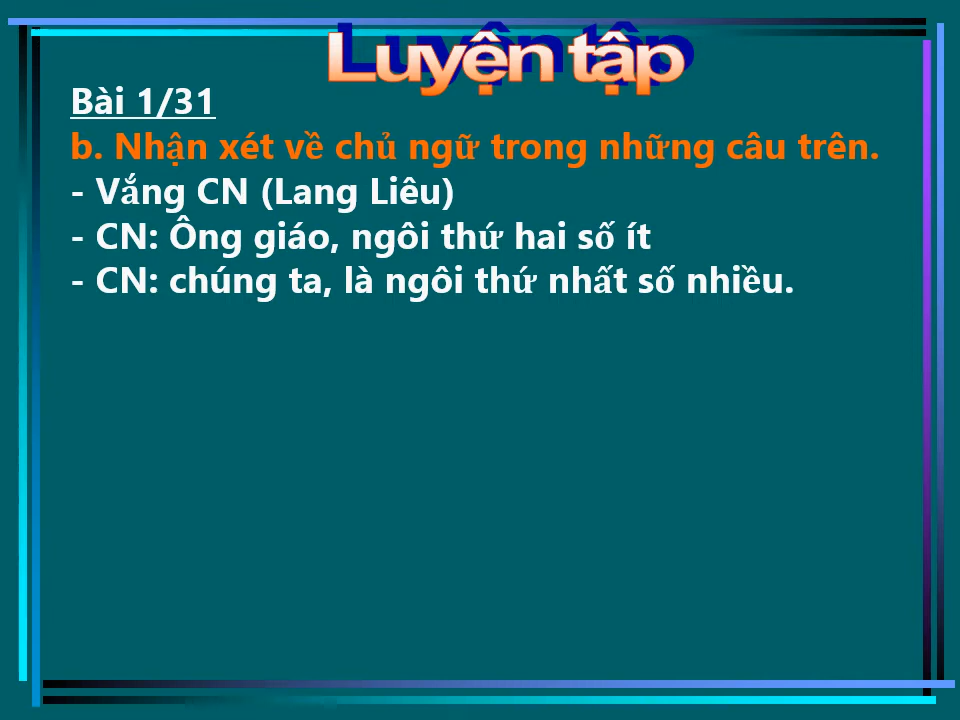 Luyện tập
Bài 1/31
b. Nhận xét về chủ ngữ trong những câu trên.
- Vắng CN (Lang Liêu)
- CN: Ông giáo, ngôi thứ hai số ít
- CN: chúng ta, là ngôi thứ nhất số nhiều.